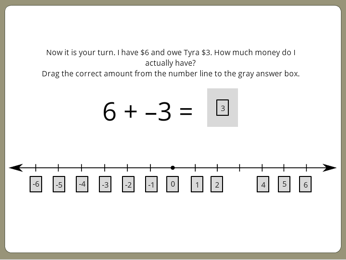 Now it is your turn. I have $6 and owe Tyra $3. How much money do I
actually have?
Drag the correct amount from the number line to the gray answer box.
6 + –3 = 3
-6 -5 -4 -3 -2 -1 0 1 2 4 5 6